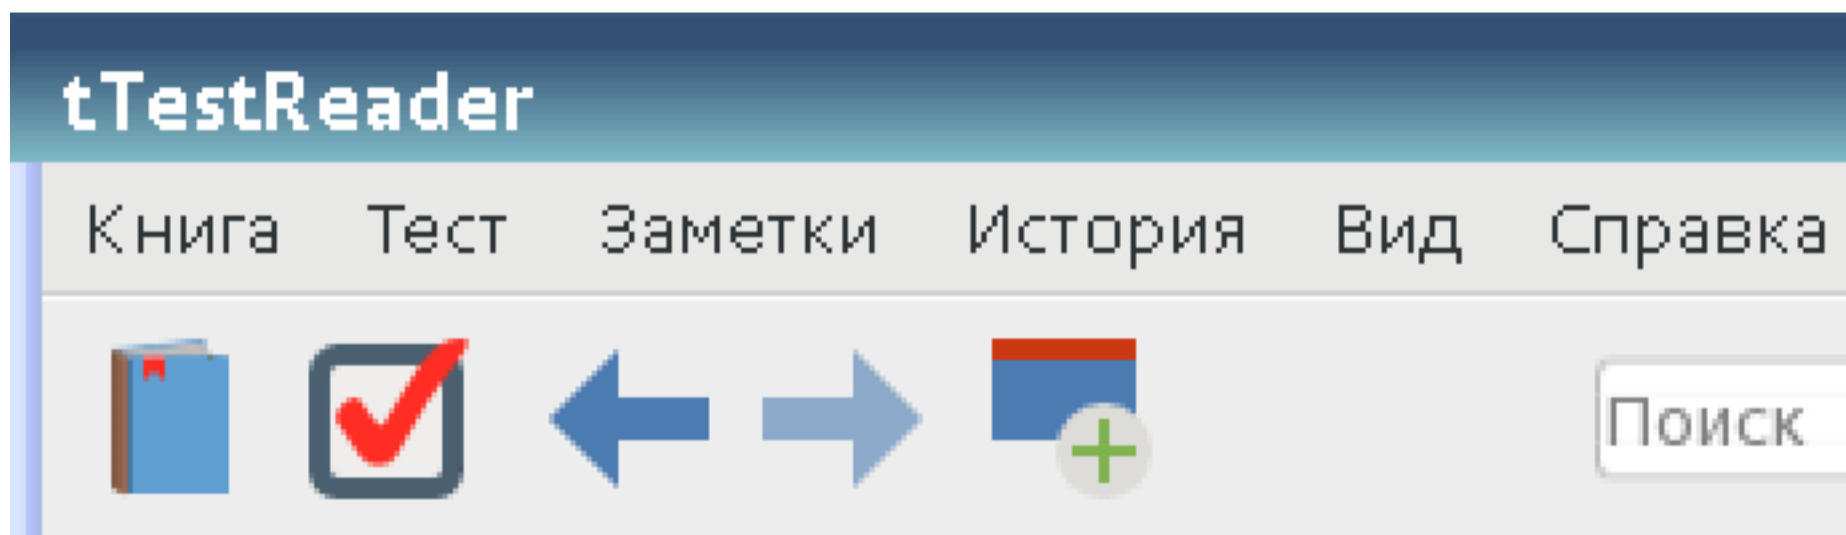 tTestReader
Книга Тест Заметки История Вид Справка
Поиск